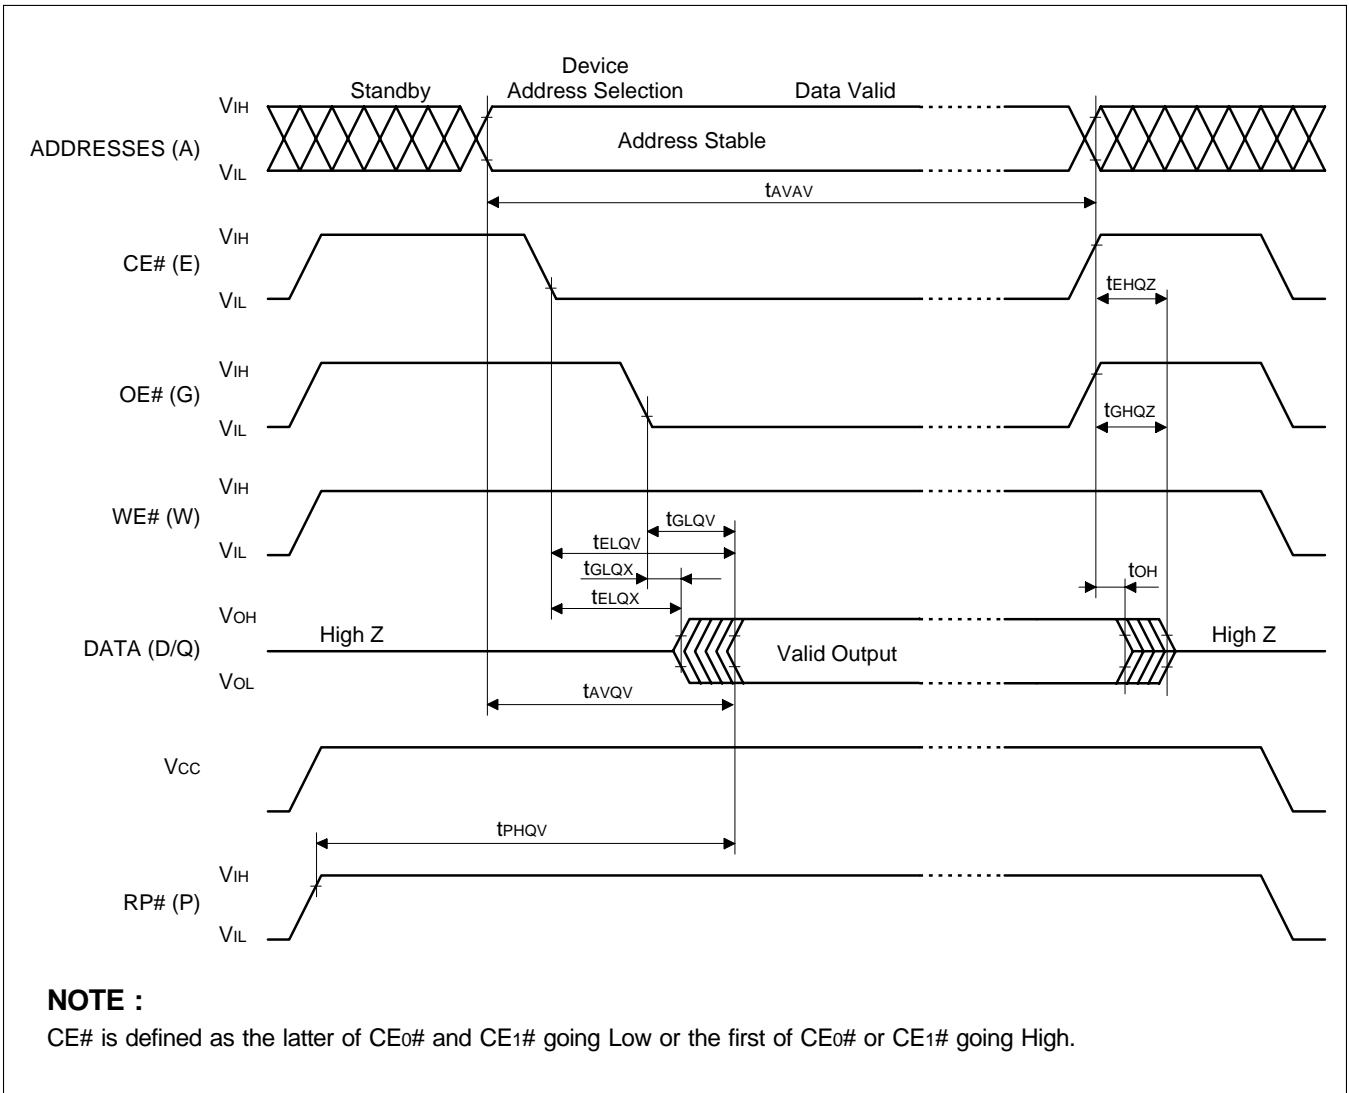 Device
Standby Address Selection Data Valid
VIH
ADDRESSES (A) Address Stable
VIL
tAVAV
VIH
CE# (E)
VIL tEHQZ
VIH
OE# (G)
VIL tGHQZ
VIH
WE# (W)
tGLQV
VIL tELQV
tGLQX tOH
tELQX
VOH
High Z High Z
DATA (D/Q) Valid Output
VOL
tAVQV
VCC
tPHQV
VIH
RP# (P)
VIL
NOTE :
CE# is defined as the latter of CE0# and CE1# going Low or the first of CE0# or CE1# going High.